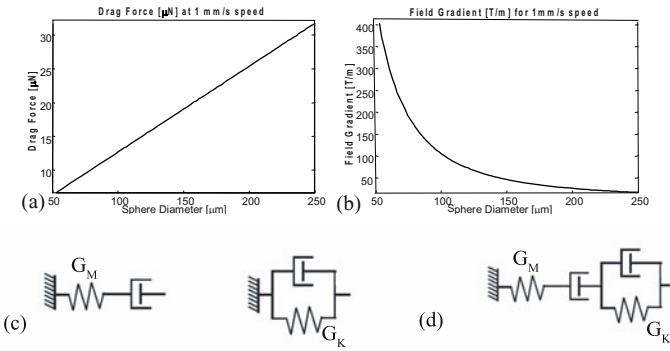 Drag Force [µN] at 1 mm/s speed
Drag Force [µN]
30
25
20
15
10
50 100 150 200 250
Sphere Diameter [µm]
(a)
Field Gradient [T/m] for 1mm/s speed
Field Gradient [T/m]
400
350
300
250
200
150
100
50
50 100 150 200 250
Sphere Diameter [µm]
(b)
(c)
G_M
G_K
(d)
G_M
G_K